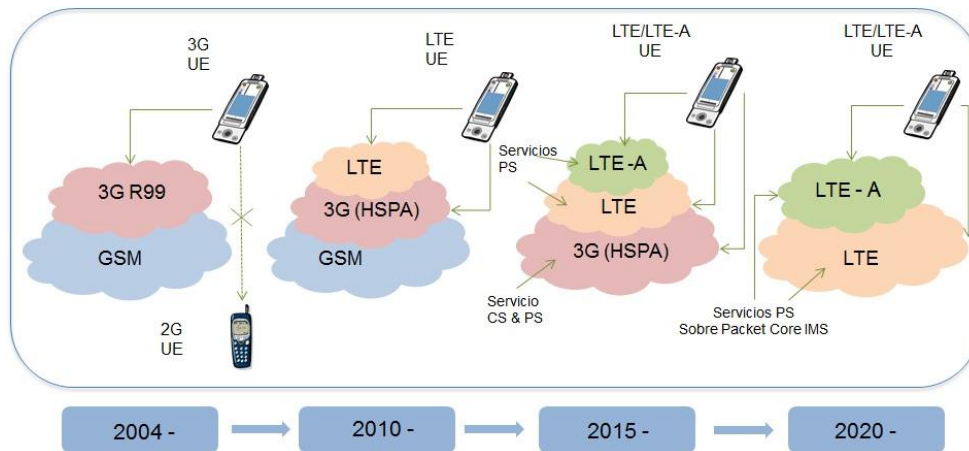 3G
UE
3G R99
GSM
2G
UE
LTE
UE
LTE
3G (HSPA)
GSM
LTE/LTE-A
UE
Servicios
PS
LTE -A
LTE
3G (HSPA)
Servicio
CS & PS
LTE/LTE-A
UE
LTE - A
LTE
Servicios PS
Sobre Packet Core IMS
2004 -
2010 -
2015 -
2020 -